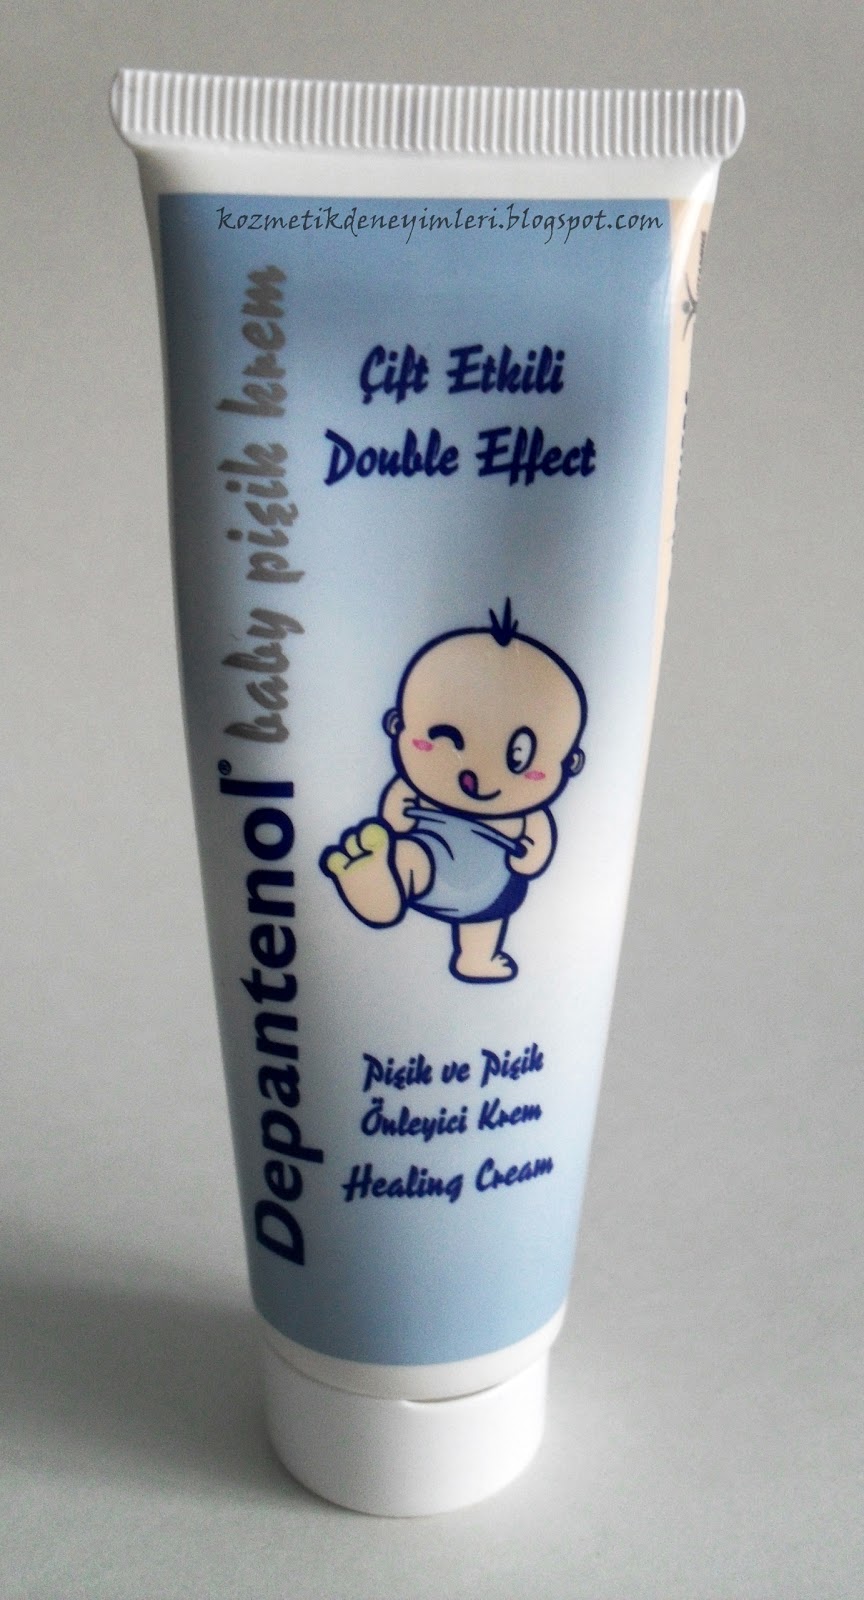 kozmetikdeneyimleri.blogspot.com
Çift Etkili
Double Effect
Depantenol® baby pişik krem
Pişik ve Pişik
Önleyici Krem
Healing Cream